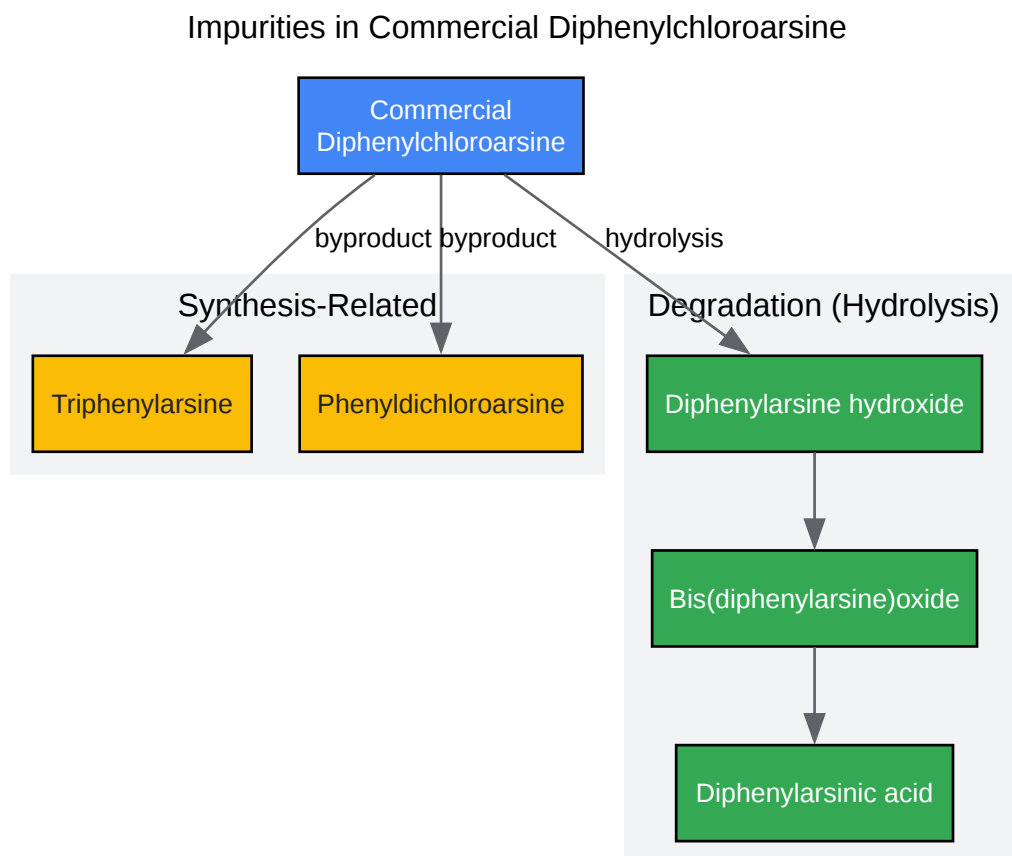 Impurities in Commercial Diphenylchloroarsine
Commercial
Diphenylchloroarsine
byproduct
byproduct
hydrolysis
Synthesis-Related
Degradation (Hydrolysis)
Triphenylarsine
Phenyldichloroarsine
Diphenylarsine hydroxide
Bis(diphenylarsine)oxide
Diphenylarsinic acid